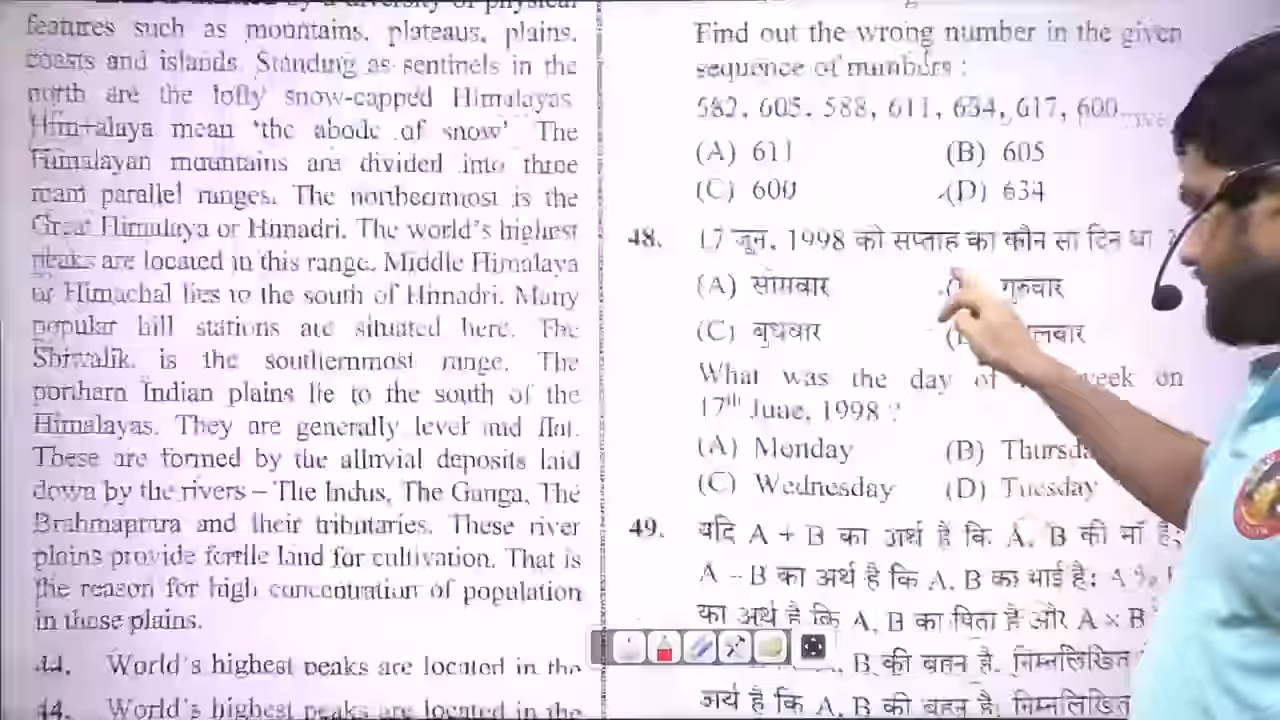 features such as mountains, plateaus, plains,
coasts and islands. Standing as sentinels in the
north are the lofty snow-capped Himalayas.
Him+alaya mean 'the abode of snow'. The
Himalayan mountains are divided into three
main parallel ranges. The northernmost is the
Great Himalaya or Himadri. The world's highest
peaks are located in this range. Middle Himalaya
or Himachal lies to the south of Himadri. Many
popular hill stations are situated here. The
Shiwalik is the southernmost range. The
northern Indian plains lie to the south of the
Himalayas. They are generally level and flat.
These are formed by the alluvial deposits laid
down by the rivers – The Indus, The Ganga, The
Brahmaputra and their tributaries. These river
plains provide fertile land for cultivation. That is
the reason for high concentration of population
in these plains.
44. World's highest peaks are located in the
44. World's highest peaks are located in the
Find out the wrong number in the given
sequence of numbers :
582, 605, 588, 611, 634, 617, 600
(A) 611 (B) 605
(C) 600 (D) 634
48. 17 जून, 1998 को सप्ताह का कौन सा दिन था ?
(A) सोमवार गुरुवार
(C) बुधवार
What was the day of week on
17th June, 1998 ?
(A) Monday (B)
(C) Wednesday (D) Tuesday
49. यदि A + B का अर्थ है कि A, B की माँ है;
A – B का अर्थ है कि A, B का भाई है; A %
का अर्थ है कि A, B का पिता है और A × B
B की बहन है, निम्नलिखित
अर्थ है कि A, B की बहन है, निम्नलिखित